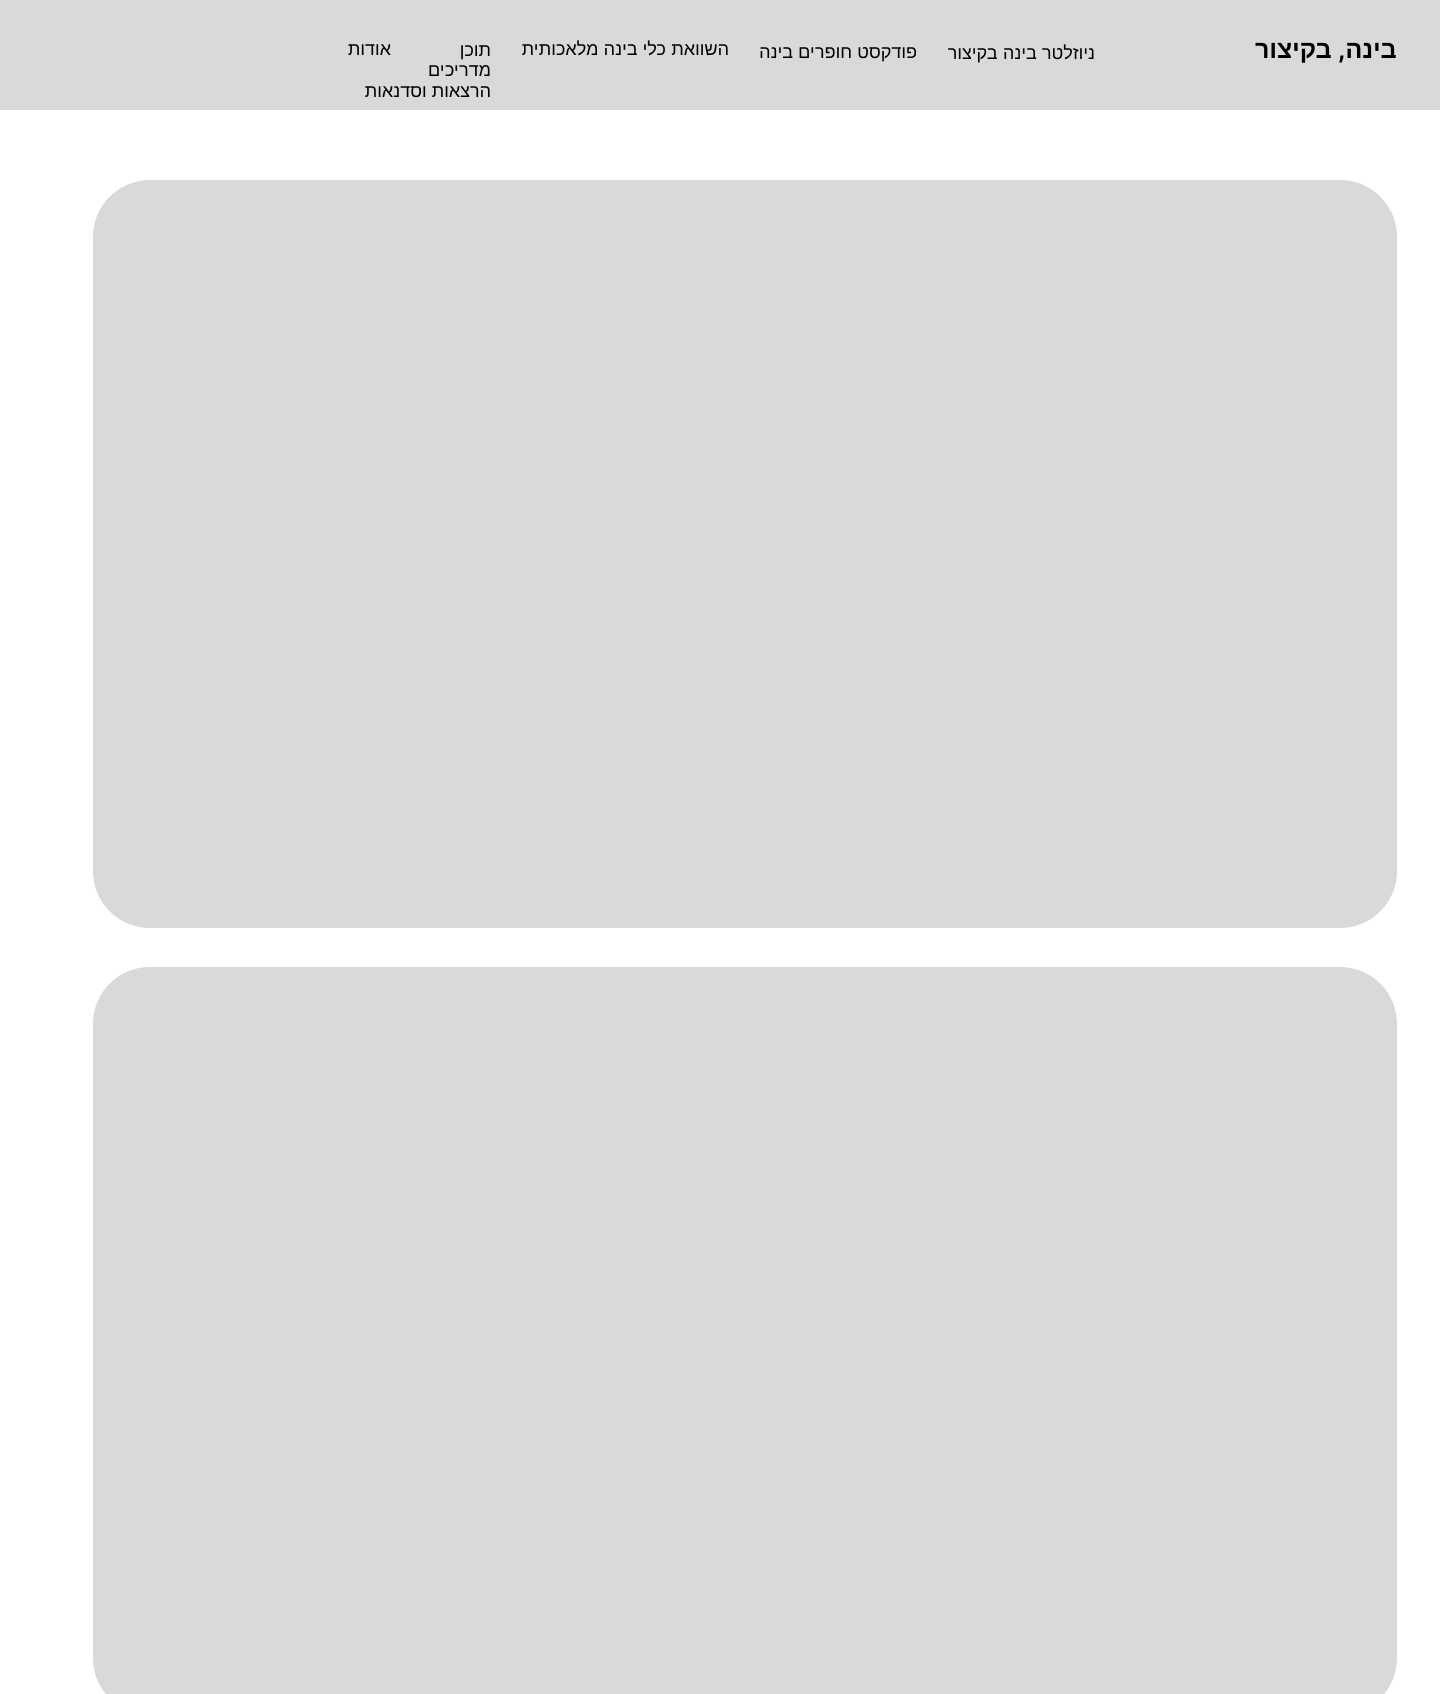 בינה, בקיצור
ניוזלטר בינה בקיצור
פודקסט חופרים בינה
השוואת כלי בינה מלאכותית
תוכן
מדריכים
הרצאות וסדנאות
אודות